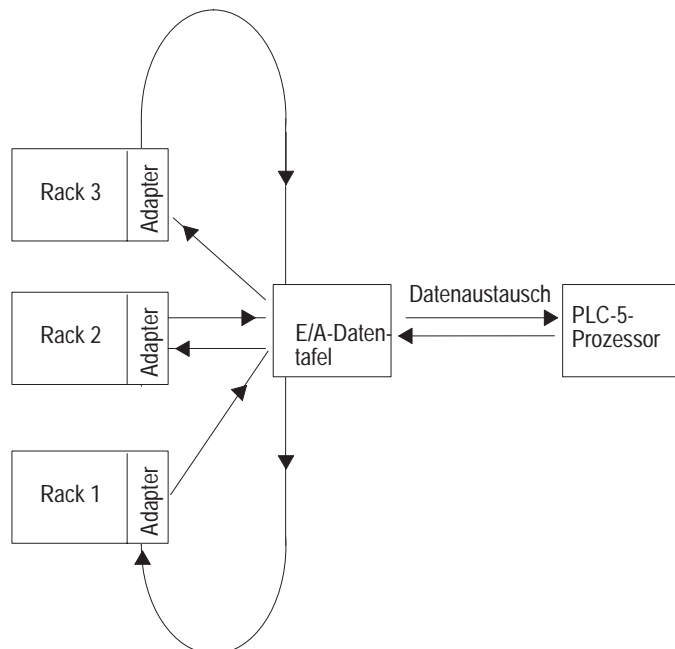 Rack 3
Adapter
Rack 2
Adapter
Rack 1
Adapter
E/A-Daten-
tafel
Datenaustausch
PLC-5-
Prozessor